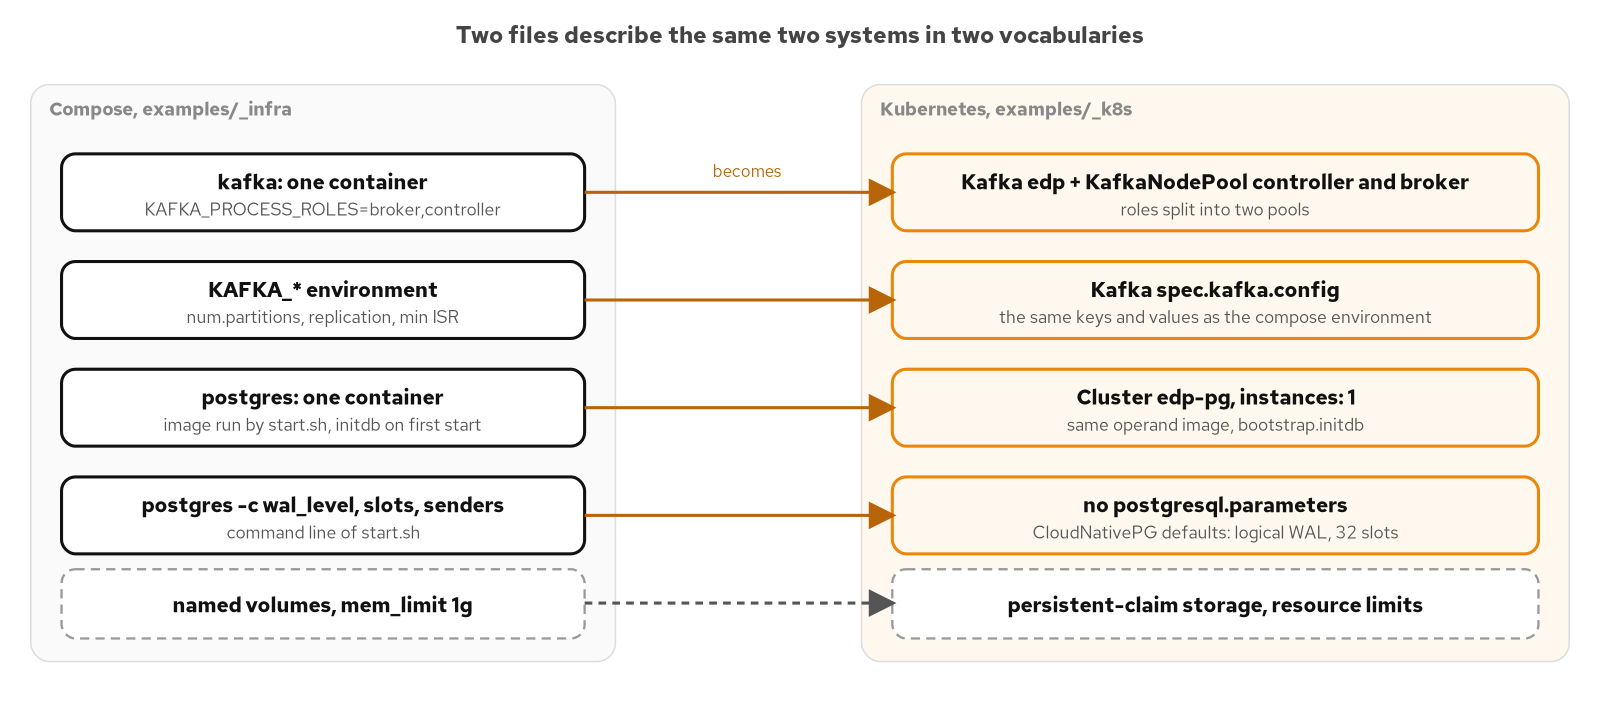 Two files describe the same two systems in two vocabularies
Compose, examples/_infra
kafka: one container
KAFKA_PROCESS_ROLES=broker,controller
KAFKA_* environment
num.partitions, replication, min ISR
postgres: one container
image run by start.sh, initdb on first start
postgres -c wal_level, slots, senders
command line of start.sh
named volumes, mem_limit 1g
becomes
Kubernetes, examples/_k8s
Kafka edp + KafkaNodePool controller and broker
roles split into two pools
Kafka spec.kafka.config
the same keys and values as the compose environment
Cluster edp-pg, instances: 1
same operand image, bootstrap.initdb
no postgresql.parameters
CloudNativePG defaults: logical WAL, 32 slots
persistent-claim storage, resource limits